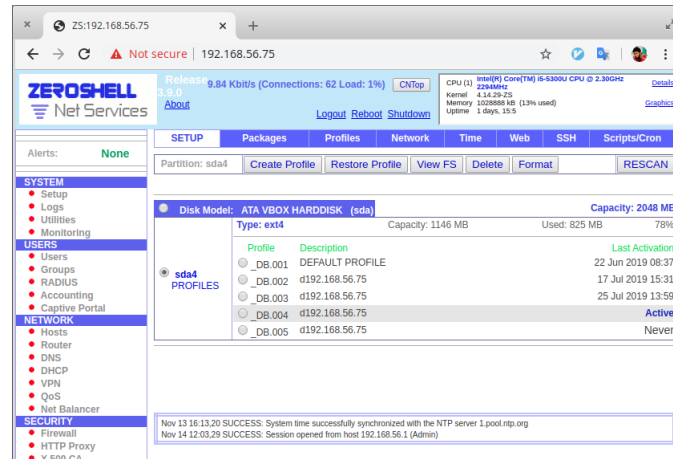 ZS:192.168.56.75
Not secure | 192.168.56.75
ZEROSHELL
Net Services
Release 3.9.0
About
9.84 Kbit/s (Connections: 62 Load: 1%) CNTop
Logout Reboot Shutdown
CPU (1) Intel(R) Core(TM) i5-5300U CPU @ 2.30GHz 2294MHz Details
Kernel 4.14.29-ZS
Memory 1028888 kB (13% used) Graphics
Uptime 1 days, 15:5
SETUP Packages Profiles Network Time Web SSH Scripts/Cron
Alerts: None
Partition: sda4 Create Profile Restore Profile View FS Delete Format RESCAN
SYSTEM
Setup
Logs
Utilities
Monitoring
USERS
Users
Groups
RADIUS
Accounting
Captive Portal
NETWORK
Hosts
Router
DNS
DHCP
VPN
QoS
Net Balancer
SECURITY
Firewall
HTTP Proxy
X.509 CA
Disk Model: ATA VBOX HARDDISK (sda) Capacity: 2048 MB
Type: ext4 Capacity: 1146 MB Used: 825 MB 78%
sda4
PROFILES
Profile Description Last Activation
_DB.001 DEFAULT PROFILE 22 Jun 2019 08:37
_DB.002 d192.168.56.75 17 Jul 2019 15:31
_DB.003 d192.168.56.75 25 Jul 2019 13:59
_DB.004 d192.168.56.75 Active
_DB.005 d192.168.56.75 Never
Nov 13 16:13,20 SUCCESS: System time successfully synchronized with the NTP server 1.pool.ntp.org
Nov 14 12:03,29 SUCCESS: Session opened from host 192.168.56.1 (Admin)